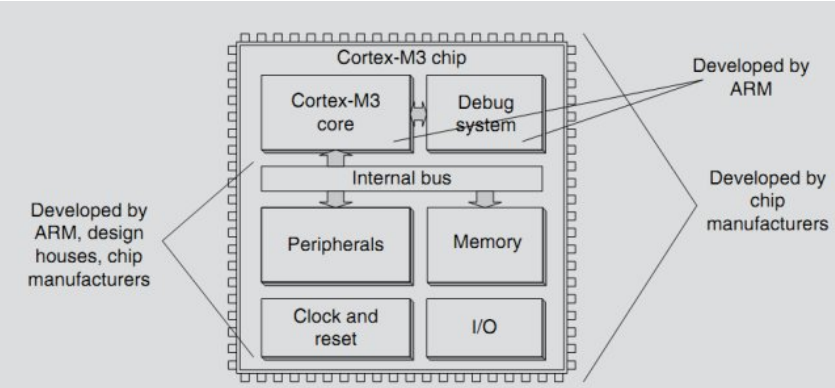 Cortex-M3 chip
Cortex-M3
core
Debug
system
Developed by
ARM
Internal bus
Developed by
ARM, design
houses, chip
manufacturers
Peripherals
Memory
Developed by
chip
manufacturers
Clock and
reset
I/O